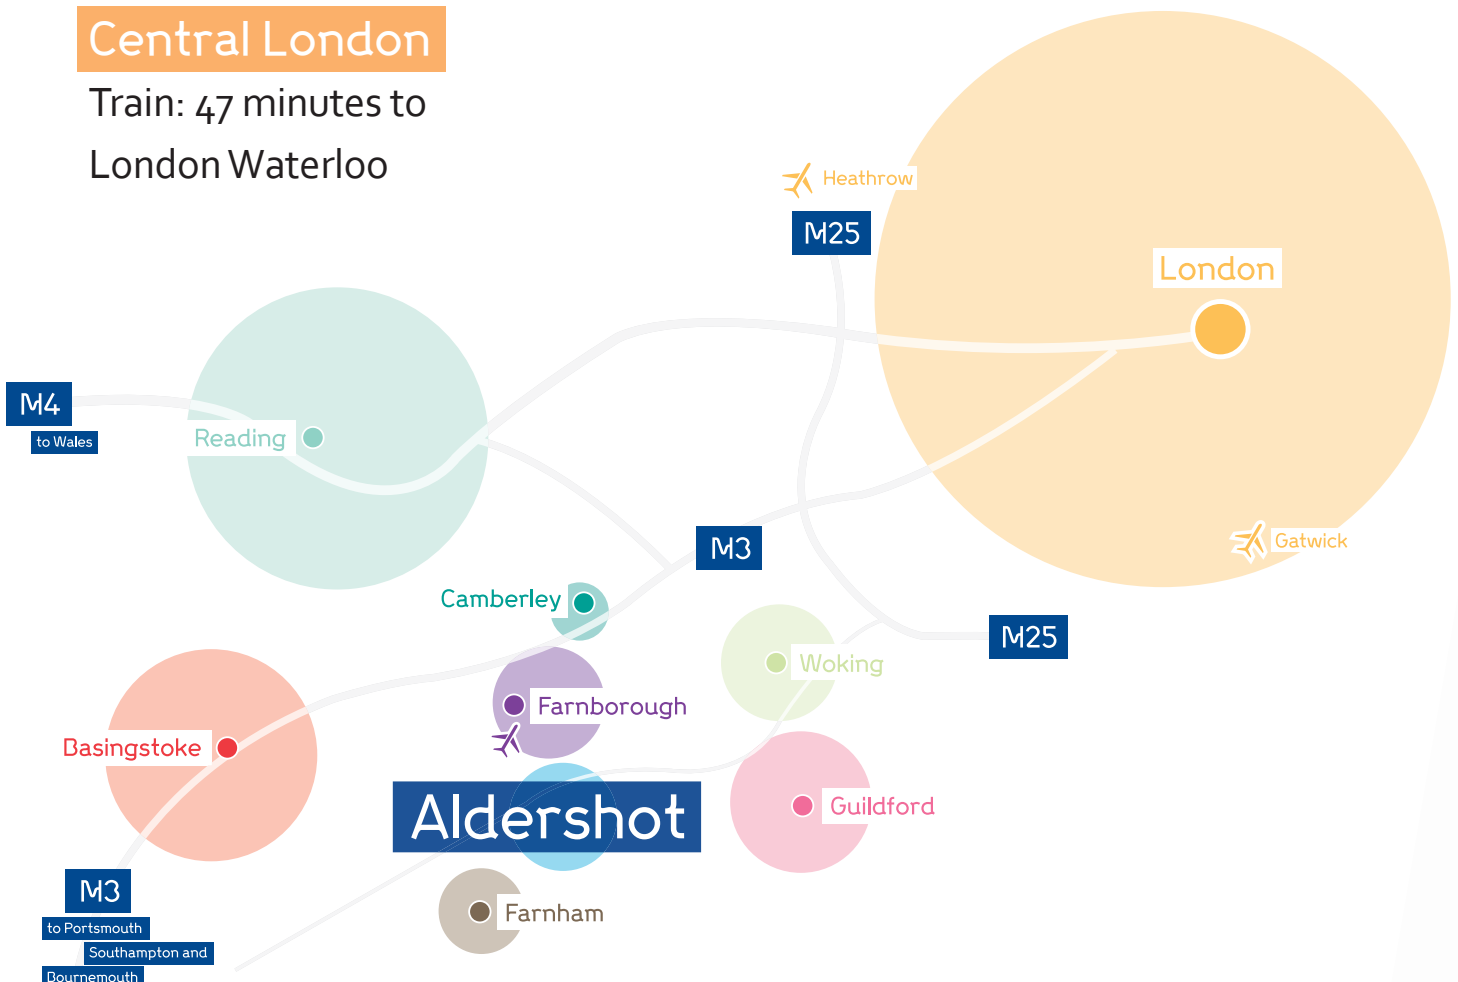 Central London
Train: 47 minutes to
London Waterloo
Heathrow
M25
London
M4
to Wales
Reading
M3
Gatwick
Camberley
M25
Woking
Farnborough
Basingstoke
Aldershot
Guildford
M3
to Portsmouth
Southampton and
Bournemouth
Farnham